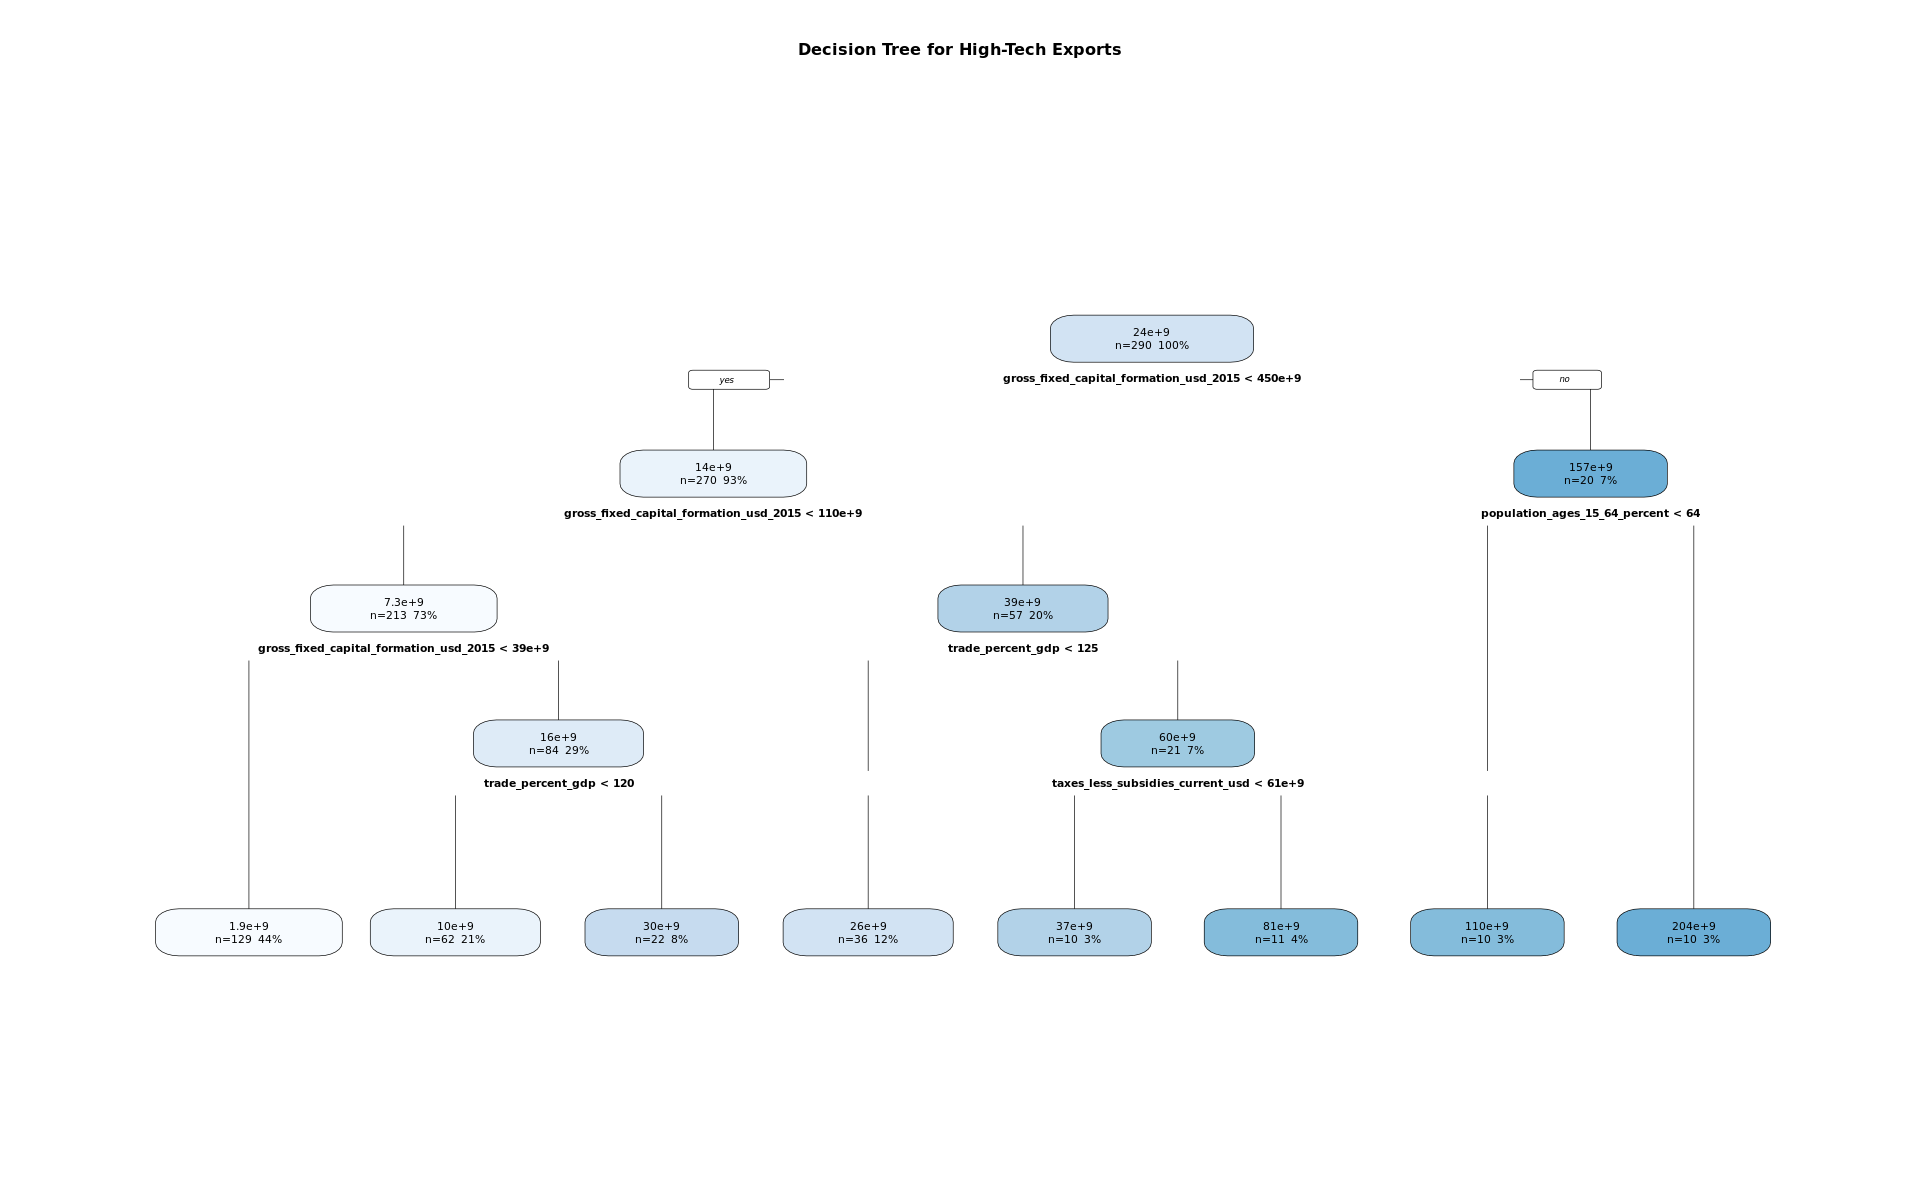 Decision Tree for High-Tech Exports
24e+9
n=290 100%
yes
gross_fixed_capital_formation_usd_2015 < 450e+9
no
14e+9
n=270 93%
157e+9
n=20 7%
gross_fixed_capital_formation_usd_2015 < 110e+9
population_ages_15_64_percent < 64
7.3e+9
n=213 73%
39e+9
n=57 20%
gross_fixed_capital_formation_usd_2015 < 39e+9
trade_percent_gdp < 125
16e+9
n=84 29%
60e+9
n=21 7%
trade_percent_gdp < 120
taxes_less_subsidies_current_usd < 61e+9
1.9e+9
n=129 44%
10e+9
n=62 21%
30e+9
n=22 8%
26e+9
n=36 12%
37e+9
n=10 3%
81e+9
n=11 4%
110e+9
n=10 3%
204e+9
n=10 3%